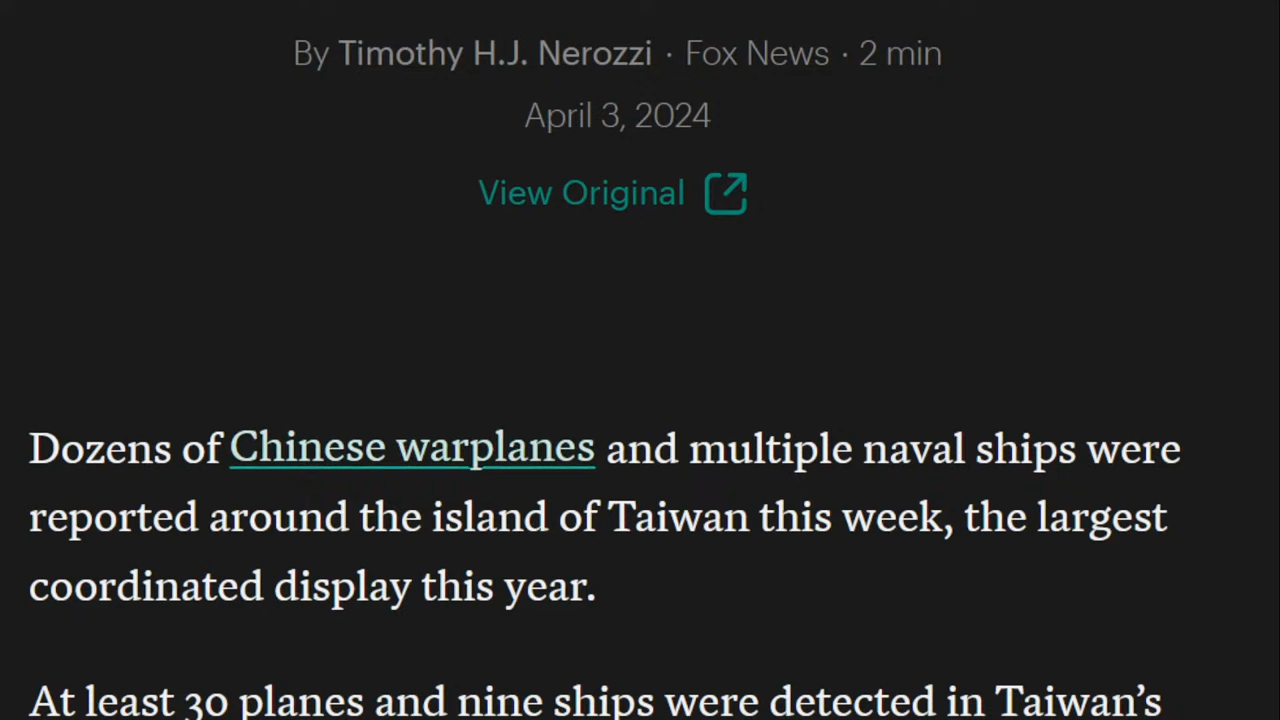 By Timothy H.J. Nerozzi · Fox News · 2 min
April 3, 2024
View Original
Dozens of Chinese warplanes and multiple naval ships were
reported around the island of Taiwan this week, the largest
coordinated display this year.
At least 30 planes and nine ships were detected in Taiwan’s